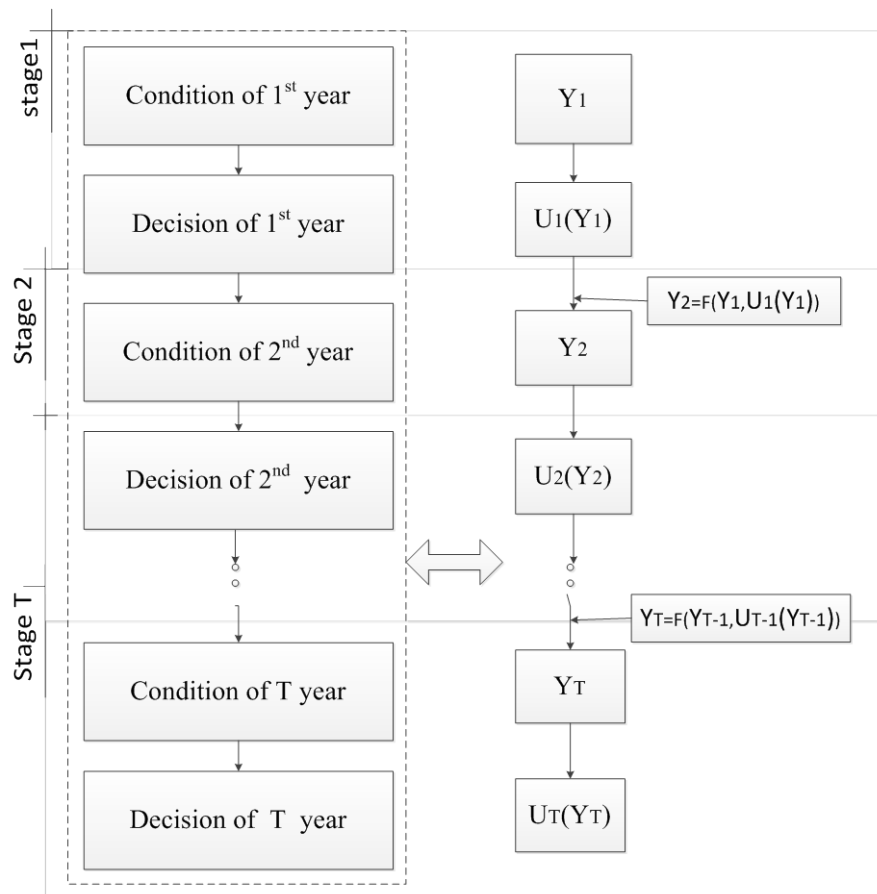 stage1
Condition of 1st year
Y1
Decision of 1st year
U1(Y1)
Stage 2
Y2=F(Y1,U1(Y1))
Condition of 2nd year
Y2
Decision of 2nd year
U2(Y2)
Stage T
YT=F(YT-1,UT-1(YT-1))
Condition of T year
YT
Decision of T year
UT(YT)